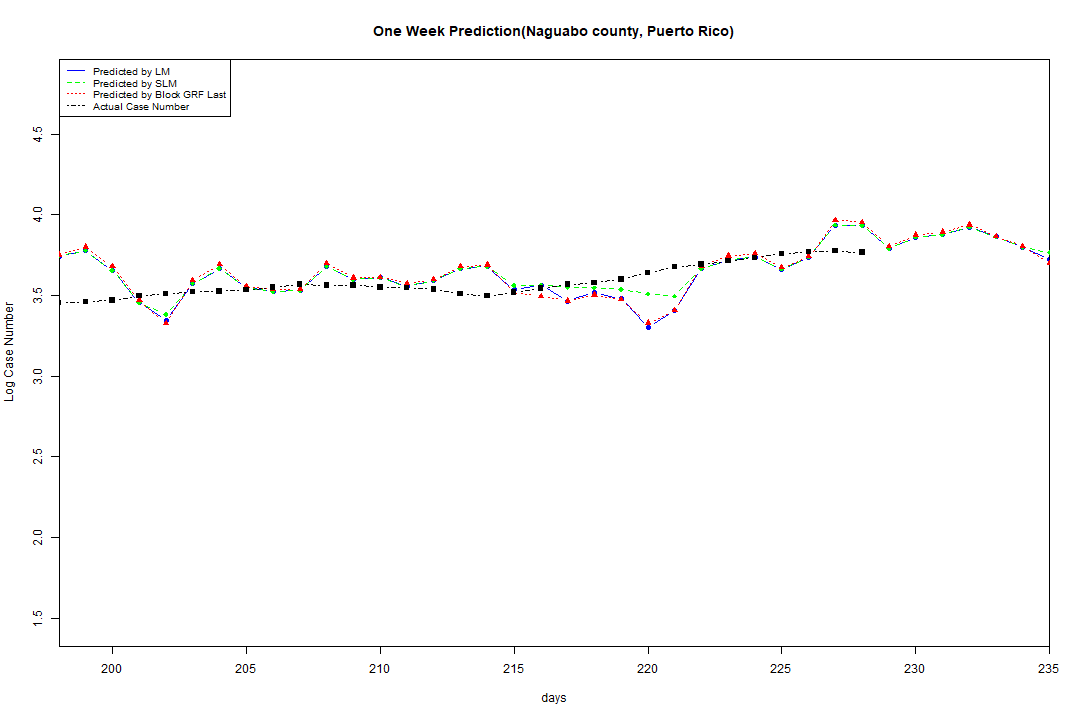 One Week Prediction(Naguabo county, Puerto Rico)
Predicted by LM
Predicted by SLM
Predicted by Block GRF Last
Actual Case Number
4.5
4.0
3.5
3.0
2.5
2.0
1.5
Log Case Number
200 205 210 215 220 225 230 235
days